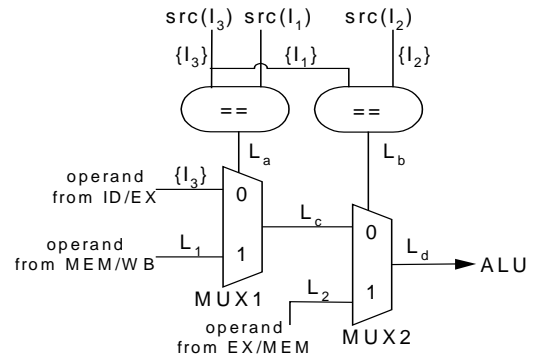 src(I3) src(I1) src(I2)
{I3} {I1} {I2}
== ==
La Lb
operand
from ID/EX
{I3}
0
Lc
0
operand
from MEM/WB
L1
1
Ld
ALU
MUX1
L2
1
operand
from EX/MEM
MUX2